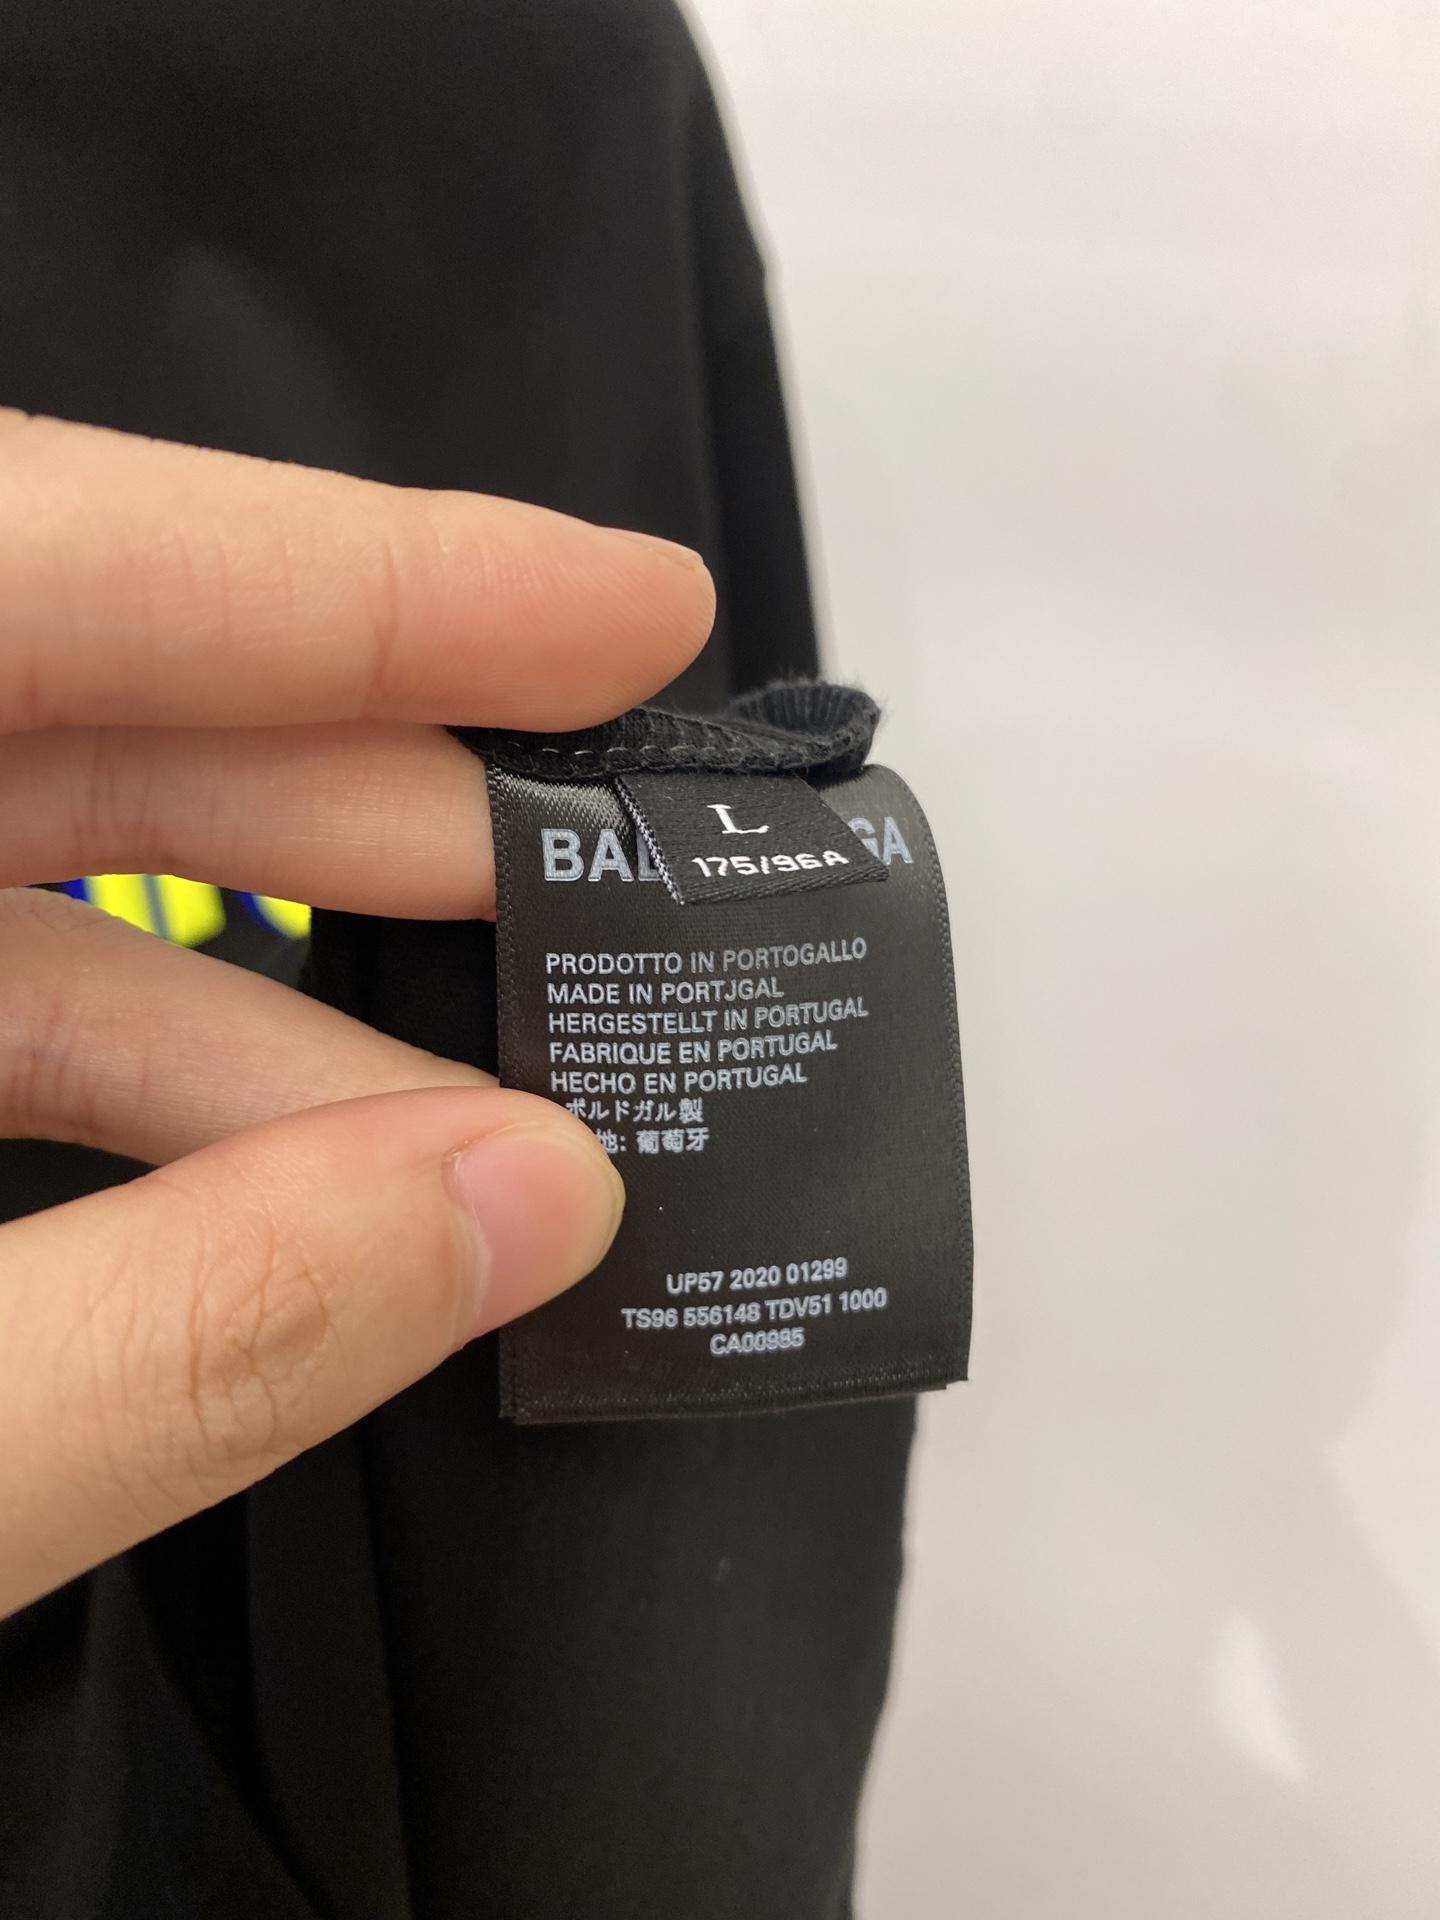 L
175/96A
PRODOTTO IN PORTOGALLO
MADE IN PORTJGAL
HERGESTELLT IN PORTUGAL
FABRIQUE EN PORTUGAL
HECHO EN PORTUGAL
ポルドガル製
地: 葡萄牙
UP57 2020 01299
TS96 556148 TDV51 1000
CA00985